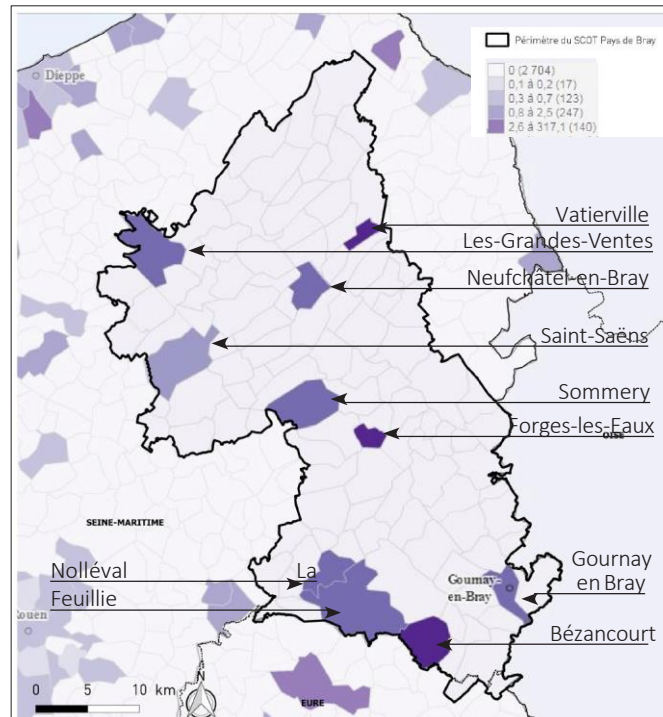 Périmètre du SCOT Pays de Bray
0 (2 704)
0,1 à 0,2 (17)
0,3 à 0,7 (123)
0,8 à 2,5 (247)
2,6 à 317,1 (140)
Dieppe
Vatierville
Les-Grandes-Ventes
Neufchâtel-en-Bray
Saint-Saëns
Sommery
Forges-les-Eaux
OISE
SEINE-MARITIME
Nolléval
La
Feuillie
Gournay-
en-Bray
Gournay
en Bray
Rouen
Bézancourt
N
0 5 10 km
EURE